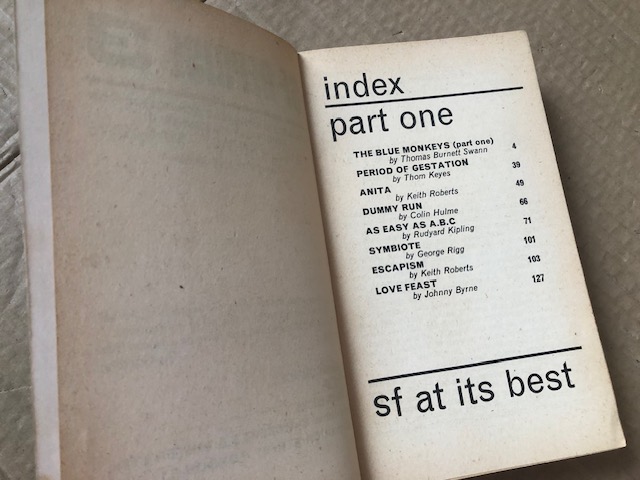 index
part one
THE BLUE MONKEYS (part one) 4
by Thomas Burnett Swann
PERIOD OF GESTATION 39
by Thom Keyes
ANITA 49
by Keith Roberts
DUMMY RUN 66
by Colin Hulme
AS EASY AS A.B.C 71
by Rudyard Kipling
SYMBIOTE 101
by George Rigg
ESCAPISM 103
by Keith Roberts
LOVE FEAST 127
by Johnny Byrne
sf at its best